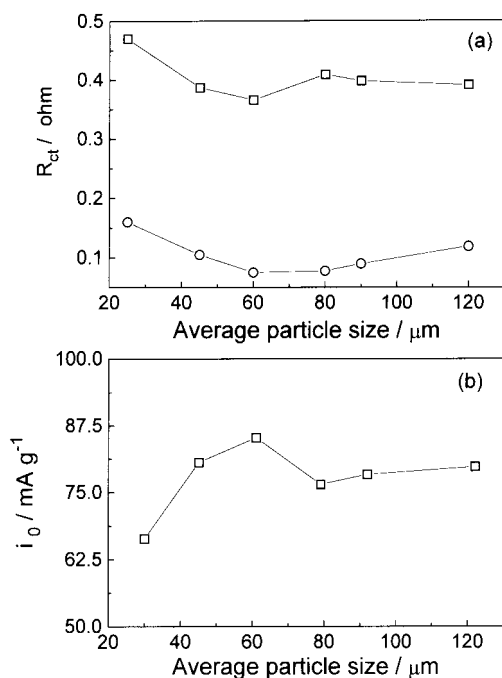 0.5
(a)
0.4
0.3
0.2
0.1
R_ct / ohm
20 40 60 80 100 120
Average particle size / μm
100.0
(b)
87.5
75.0
62.5
50.0
i_0 / mA g^-1
20 40 60 80 100 120
Average particle size / μm